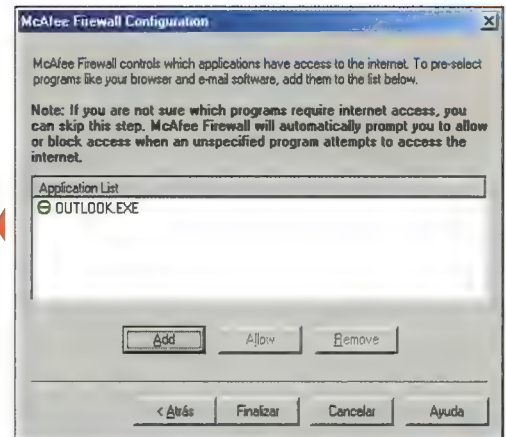 McAfee Firewall Configuration
McAfee Firewall controls which applications have access to the internet. To pre-select
programs like your browser and e-mail software, add them to the list below.
Note: If you are not sure which programs require internet access, you
can skip this step. McAfee Firewall will automatically prompt you to allow
or block access when an unspecified program attempts to access the
internet.
Application List
OUTLOOK.EXE
Add Allow Remove
< Atrás Finalizar Cancelar Ayuda